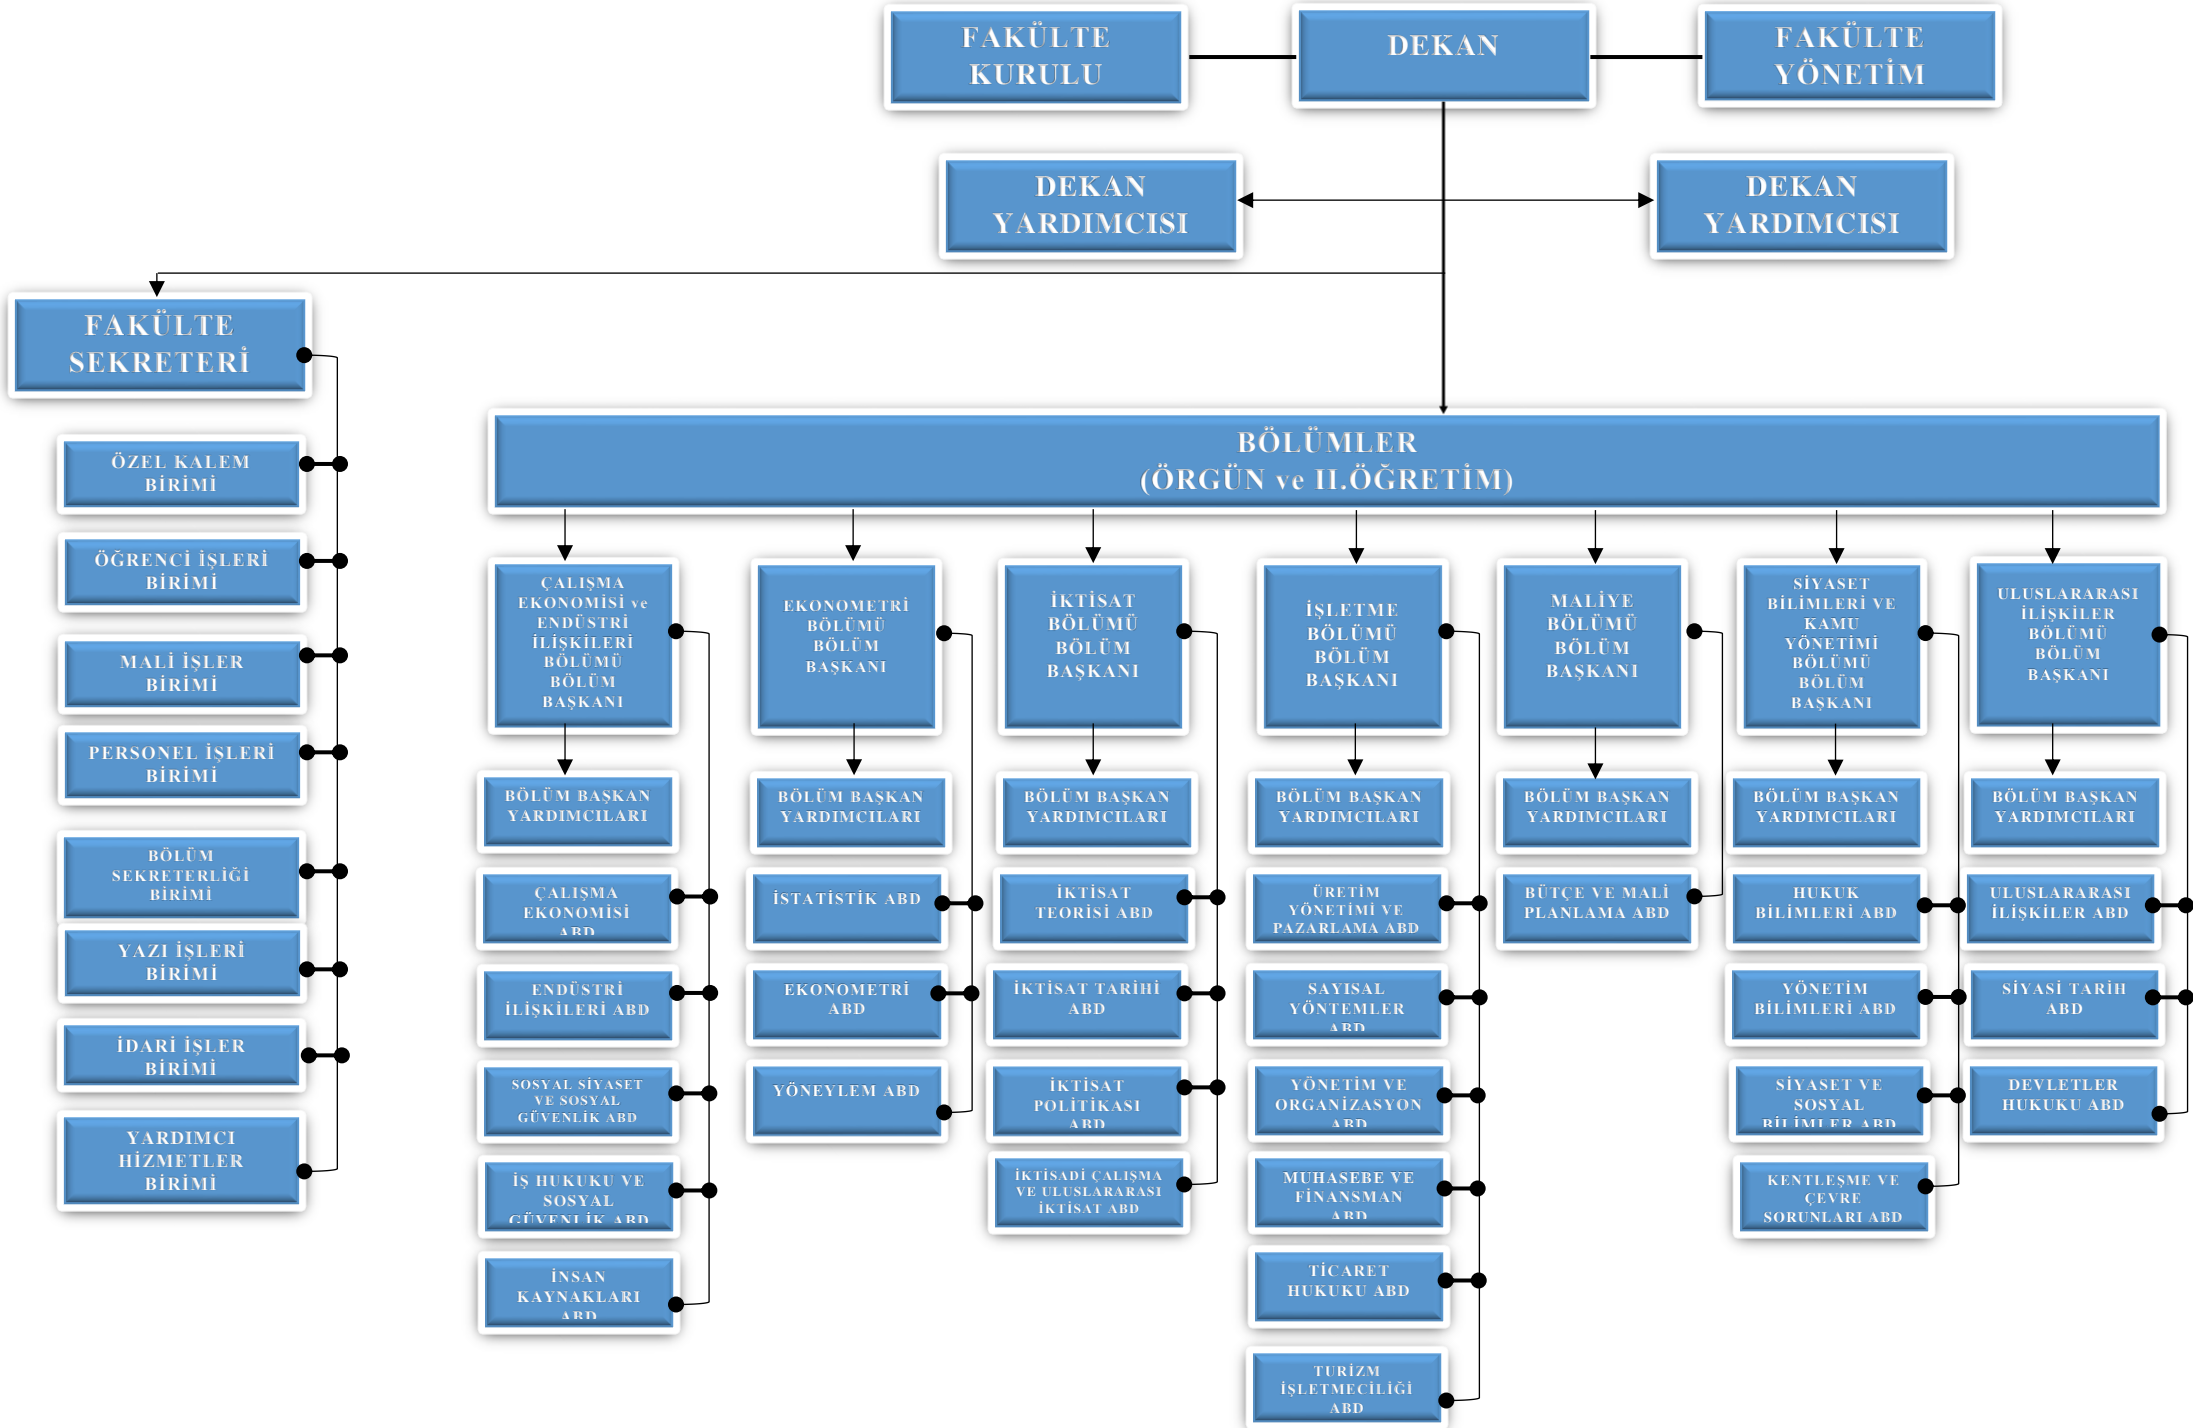 FAKÜLTE
KURULU
DEKAN
FAKÜLTE
YÖNETİM
DEKAN
YARDIMCISI
DEKAN
YARDIMCISI
FAKÜLTE
SEKRETERİ
ÖZEL KALEM
BİRİMİ
ÖĞRENCİ İŞLERİ
BİRİMİ
MALİ İŞLER
BİRİMİ
PERSONEL İŞLERİ
BİRİMİ
BÖLÜM
SEKRETERLİĞİ
BİRİMİ
YAZI İŞLERİ
BİRİMİ
İDARİ İŞLER
BİRİMİ
YARDIMCI
HİZMETLER
BİRİMİ
BÖLÜMLER
(ÖRGÜN ve II.ÖĞRETİM)
ÇALIŞMA
EKONOMİSİ ve
ENDÜSTRİ
İLİŞKİLERİ
BÖLÜMÜ
BÖLÜM
BAŞKANI
BÖLÜM BAŞKAN
YARDIMCILARI
ÇALIŞMA
EKONOMİSİ
ABD
ENDÜSTRİ
İLİŞKİLERİ ABD
SOSYAL SİYASET
VE SOSYAL
GÜVENLİK ABD
İŞ HUKUKU VE
SOSYAL
GÜVENLİK ABD
İNSAN
KAYNAKLARI
ABD
EKONOMETRİ
BÖLÜMÜ
BÖLÜM
BAŞKANI
BÖLÜM BAŞKAN
YARDIMCILARI
İSTATİSTİK ABD
EKONOMETRİ
ABD
YÖNEYLEM ABD
İKTİSAT
BÖLÜMÜ
BÖLÜM
BAŞKANI
BÖLÜM BAŞKAN
YARDIMCILARI
İKTİSAT
TEORİSİ ABD
İKTİSAT TARİHİ
ABD
İKTİSAT
POLİTİKASI
ABD
İKTİSADİ ÇALIŞMA
VE ULUSLARARASI
İKTİSAT ABD
İŞLETME
BÖLÜMÜ
BÖLÜM
BAŞKANI
BÖLÜM BAŞKAN
YARDIMCILARI
ÜRETİM
YÖNETİMİ VE
PAZARLAMA ABD
SAYISAL
YÖNTEMLER
ABD
YÖNETİM VE
ORGANİZASYON
ABD
MUHASEBE VE
FİNANSMAN
ABD
TİCARET
HUKUKU ABD
TURİZM
İŞLETMECİLİĞİ
ABD
MALİYE
BÖLÜMÜ
BÖLÜM
BAŞKANI
BÖLÜM BAŞKAN
YARDIMCILARI
BÜTÇE VE MALİ
PLANLAMA ABD
SİYASET
BİLİMLERİ VE
KAMU
YÖNETİMİ
BÖLÜMÜ
BÖLÜM
BAŞKANI
BÖLÜM BAŞKAN
YARDIMCILARI
HUKUK
BİLİMLERİ ABD
YÖNETİM
BİLİMLERİ ABD
SİYASET VE
SOSYAL
BİLİMLER ABD
KENTLEŞME VE
ÇEVRE
SORUNLARI ABD
ULUSLARARASI
İLİŞKİLER
BÖLÜMÜ
BÖLÜM
BAŞKANI
BÖLÜM BAŞKAN
YARDIMCILARI
ULUSLARARASI
İLİŞKİLER ABD
SİYASİ TARİH
ABD
DEVLETLER
HUKUKU ABD